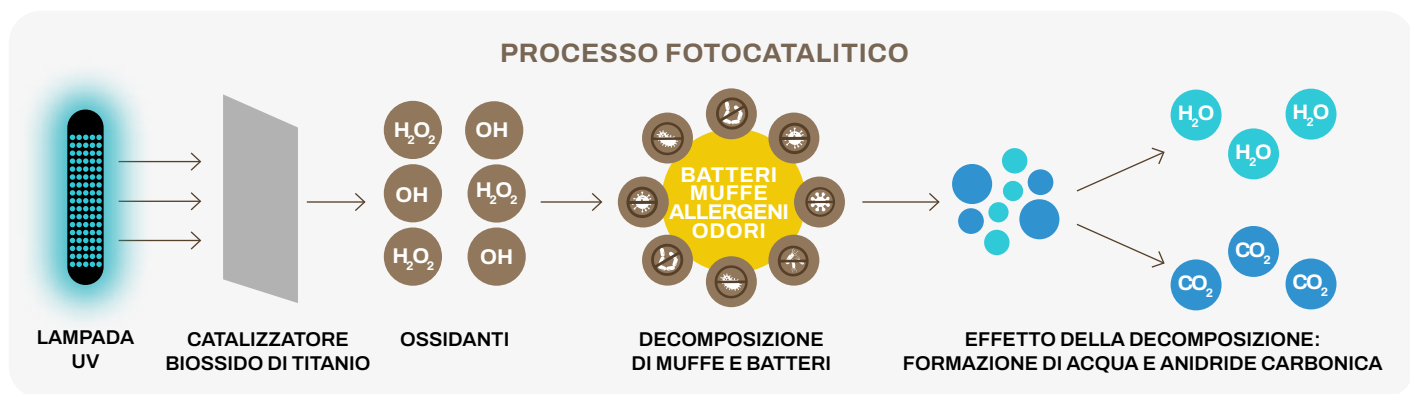 PROCESSO FOTOCATALITICO
H₂O₂
OH
OH
H₂O₂
H₂O₂
OH
BATTERI
MUFFE
ALLERGENI
ODORI
H₂O
H₂O
H₂O
CO₂
CO₂
CO₂
LAMPADA
UV
CATALIZZATORE
BIOSSIDO DI TITANIO
OSSIDANTI
DECOMPOSIZIONE
DI MUFFE E BATTERI
EFFETTO DELLA DECOMPOSIZIONE:
FORMAZIONE DI ACQUA E ANIDRIDE CARBONICA